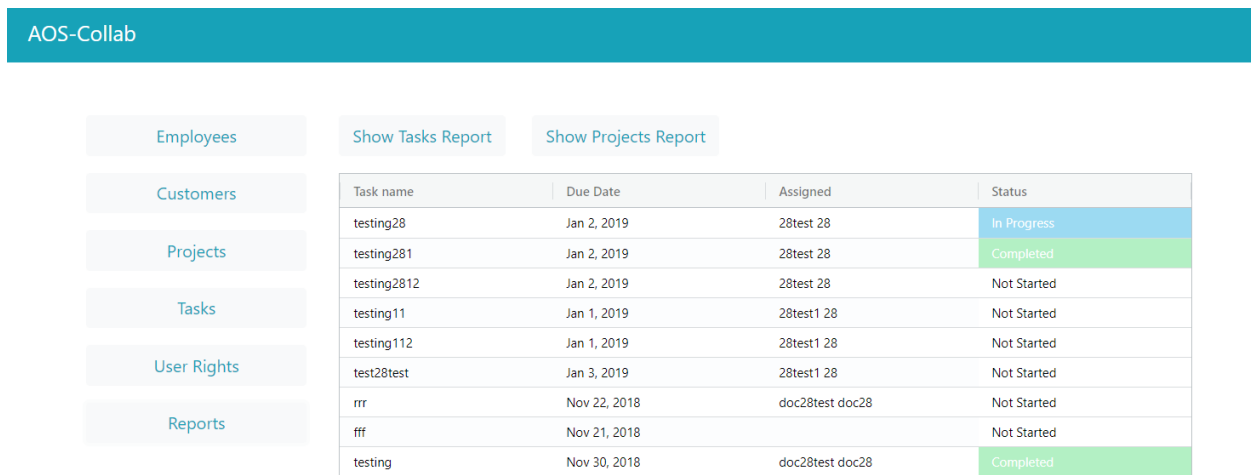 AOS-Collab
Employees
Customers
Projects
Tasks
User Rights
Reports
Show Tasks Report Show Projects Report
Task name Due Date Assigned Status
testing28 Jan 2, 2019 28test 28 In Progress
testing281 Jan 2, 2019 28test 28 Completed
testing2812 Jan 2, 2019 28test 28 Not Started
testing11 Jan 1, 2019 28test1 28 Not Started
testing112 Jan 1, 2019 28test1 28 Not Started
test28test Jan 3, 2019 28test1 28 Not Started
rrr Nov 22, 2018 doc28test doc28 Not Started
fff Nov 21, 2018 Not Started
testing Nov 30, 2018 doc28test doc28 Completed